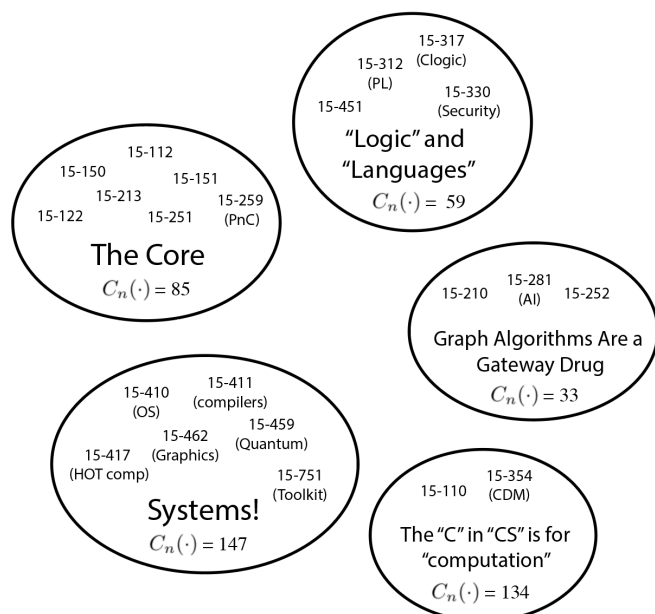 15-317
(Clogic)
15-312
(PL)
15-330
(Security)
15-451
“Logic” and
“Languages”
Cₙ(·) = 59
15-112
15-150
15-151
15-213
15-259
(PnC)
15-122
15-251
The Core
Cₙ(·) = 85
15-281
(AI)
15-210
15-252
Graph Algorithms Are a
Gateway Drug
Cₙ(·) = 33
15-410
(OS)
15-411
(compilers)
15-459
(Quantum)
15-462
(Graphics)
15-417
(HOT comp)
15-751
(Toolkit)
Systems!
Cₙ(·) = 147
15-354
(CDM)
15-110
The “C” in “CS” is for
“computation”
Cₙ(·) = 134